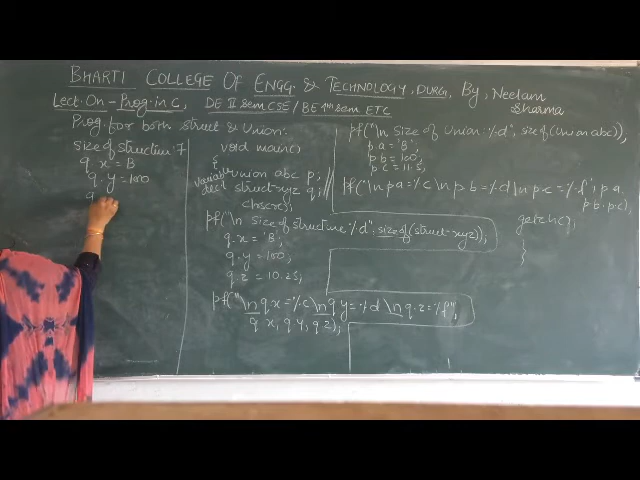 BHARTI COLLEGE OF ENGG. & TECHNOLOGY, DURG, By, Neelam Sharma
Lect. On - Prog. in C, DE II Sem CSE / BE 1st sem ETC
Prog. for both struct & Union.
size of structure: 7
q.x = B
q.y = 100
q
void main()
{
union abc p;
variable decl struct xyz q; //
clrscr();
pf("\n size of structure %d", size of (struct xyz));
q.x = 'B';
q.y = 100;
q.z = 10.25;
pf("\n q.x = %c \n q.y = %d \n q.z = %f",
q.x, q.y, q.z);
pf("\n size of union %d", size of (union abc));
p.a = 'B';
p.b = 100;
p.c = 11.5;
pf("\n p.a = %c \n p.b = %d \n p.c = %f", p.a.
p.b, p.c);
getch();
}
}